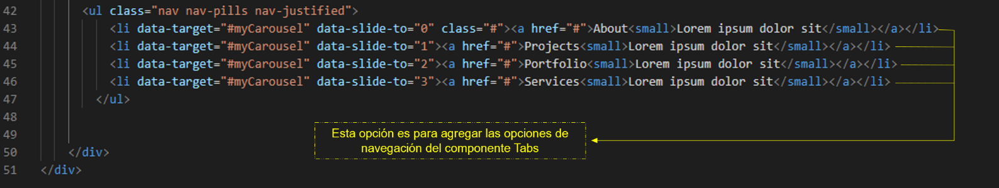 42 <ul class="nav nav-pills nav-justified">
43 <li data-target="#myCarousel" data-slide-to="0" class="#"><a href="#">About<small>Lorem ipsum dolor sit</small></a></li>
44 <li data-target="#myCarousel" data-slide-to="1"><a href="#">Projects<small>Lorem ipsum dolor sit</small></a></li>
45 <li data-target="#myCarousel" data-slide-to="2"><a href="#">Portfolio<small>Lorem ipsum dolor sit</small></a></li>
46 <li data-target="#myCarousel" data-slide-to="3"><a href="#">Services<small>Lorem ipsum dolor sit</small></a></li>
47 </ul>
48
49
Esta opción es para agregar las opciones de
navegación del componente Tabs
50 </div>
51 </div>